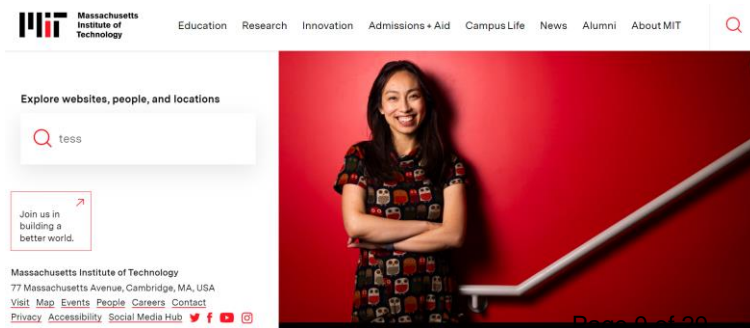 Massachusetts
Institute of
Technology
Education Research Innovation Admissions + Aid Campus Life News Alumni About MIT
Explore websites, people, and locations
tess
Join us in
building a
better world.
Massachusetts Institute of Technology
77 Massachusetts Avenue, Cambridge, MA, USA
Visit Map Events People Careers Contact
Privacy Accessibility Social Media Hub